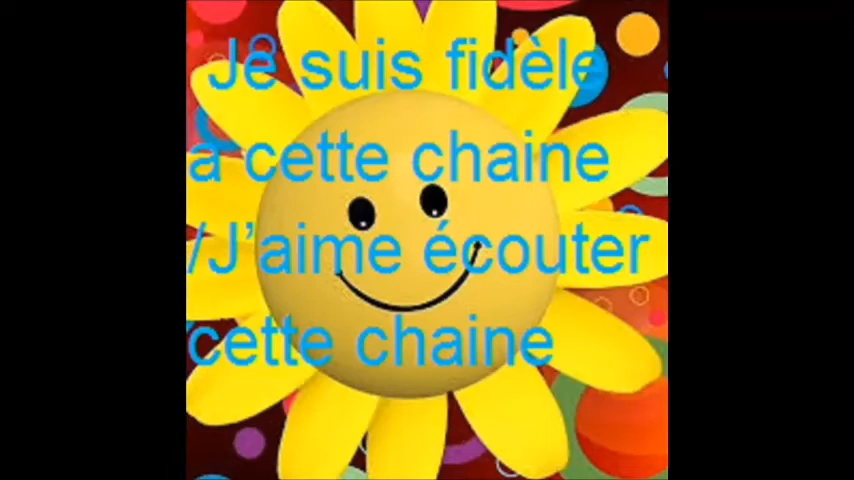 Je suis fidèle
a cette chaine
/J'aime écouter
cette chaine